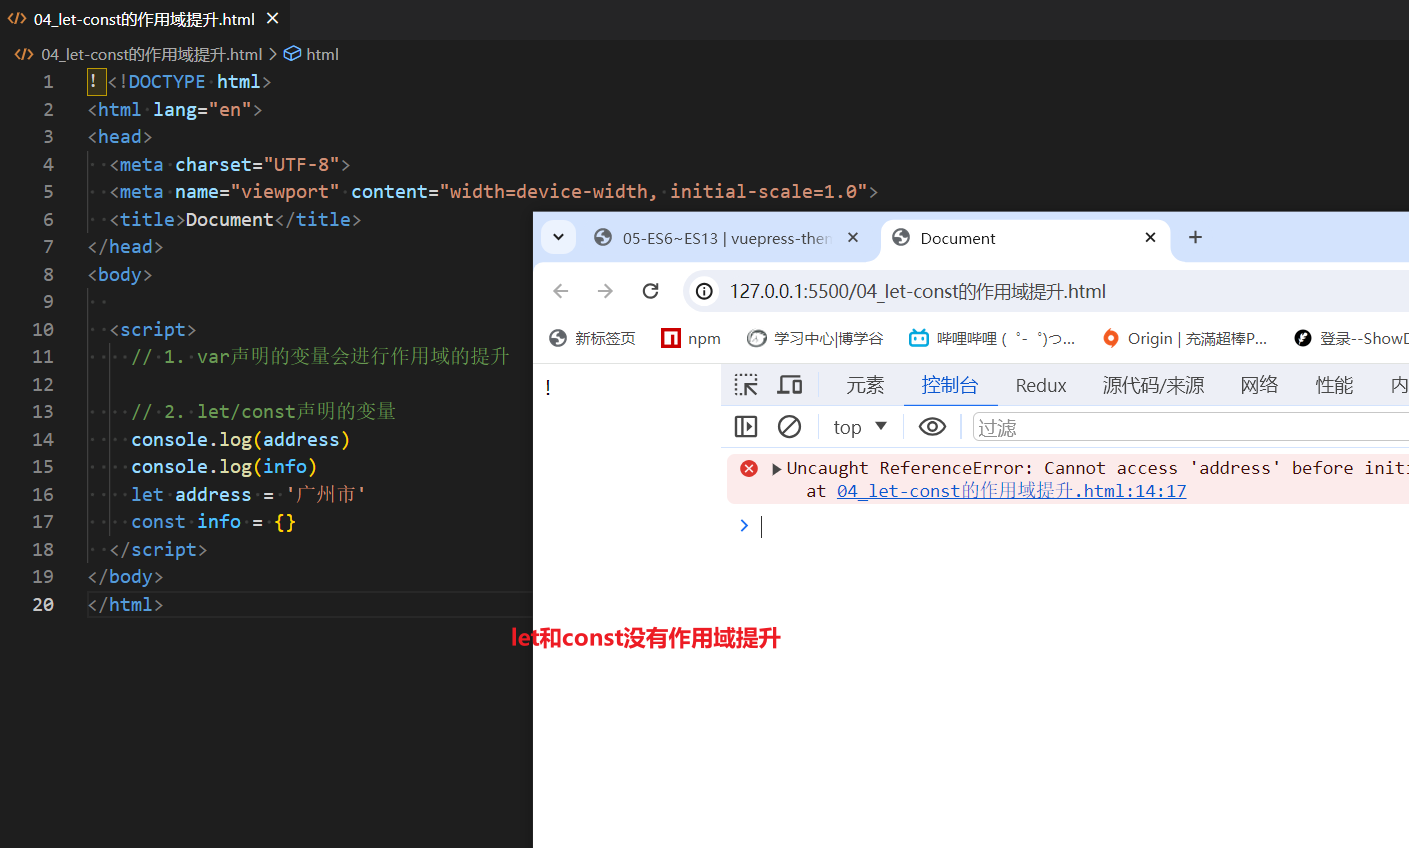 04_let-const的作用域提升.html
04_let-const的作用域提升.html > html
1 !<!DOCTYPE html>
2 <html lang="en">
3 <head>
4 <meta charset="UTF-8">
5 <meta name="viewport" content="width=device-width, initial-scale=1.0">
6 <title>Document</title>
7 </head>
8 <body>
9
10 <script>
11 // 1. var声明的变量会进行作用域的提升
12
13 // 2. let/const声明的变量
14 console.log(address)
15 console.log(info)
16 let address = '广州市'
17 const info = {}
18 </script>
19 </body>
20 </html>
05-ES6~ES13 | vuepress-then
Document
127.0.0.1:5500/04_let-const的作用域提升.html
新标签页 npm 学习中心|博学谷 哔哩哔哩 (゜-゜)つ... Origin | 充滿超棒P... 登录--ShowD
!
元素 控制台 Redux 源代码/来源 网络 性能 内
top 过滤
Uncaught ReferenceError: Cannot access 'address' before initi
at 04_let-const的作用域提升.html:14:17
let和const没有作用域提升